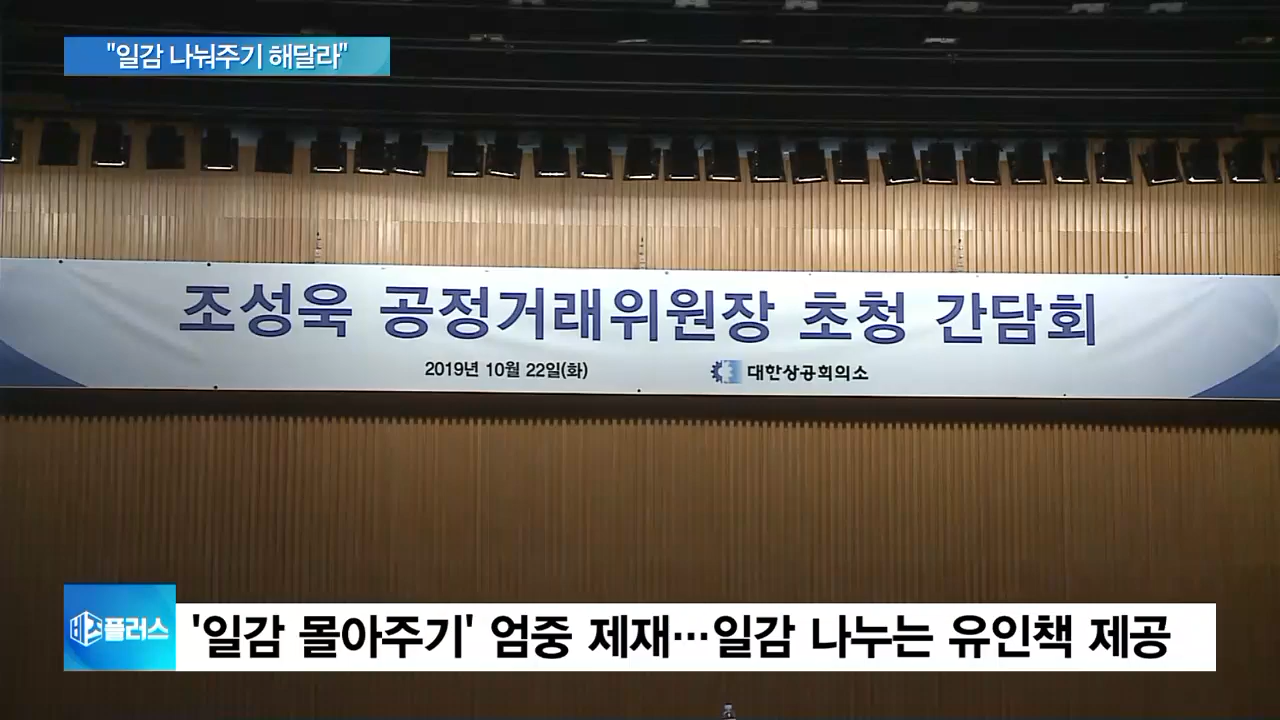 "일감 나눠주기 해달라"
조성욱 공정거래위원장 초청 간담회
2019년 10월 22일(화) 대한상공회의소
비즈플러스
'일감 몰아주기' 엄중 제재…일감 나누는 유인책 제공